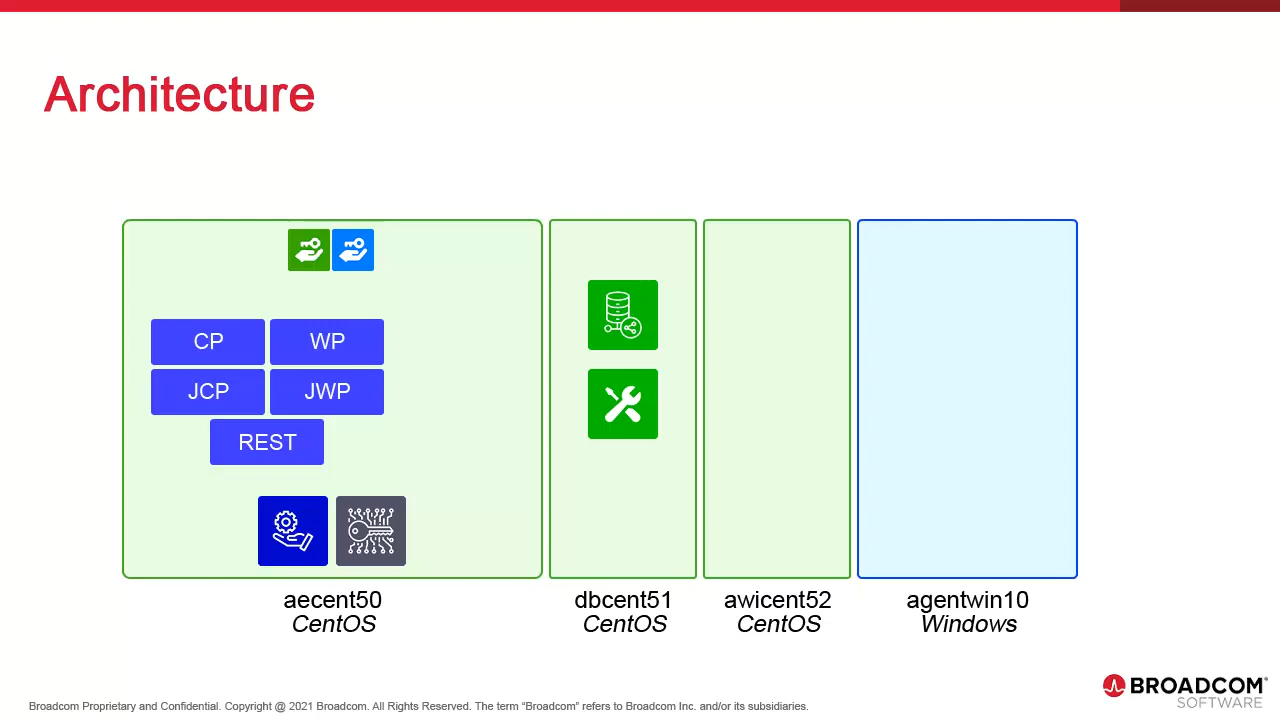 Architecture
CP
WP
JCP
JWP
REST
aecent50
CentOS
dbcent51
CentOS
awicent52
CentOS
agentwin10
Windows
BROADCOM®
SOFTWARE
Broadcom Proprietary and Confidential. Copyright @ 2021 Broadcom. All Rights Reserved. The term “Broadcom” refers to Broadcom Inc. and/or its subsidiaries.